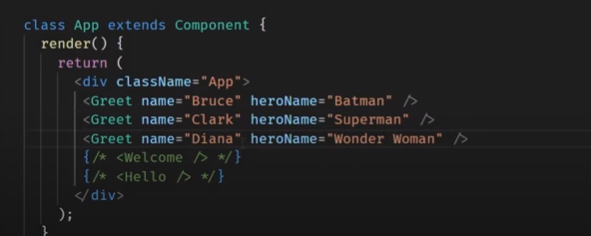 class App extends Component {
render() {
return (
<div className="App">
<Greet name="Bruce" heroName="Batman" />
<Greet name="Clark" heroName="Superman" />
<Greet name="Diana" heroName="Wonder Woman" />
{/* <Welcome /> */}
{/* <Hello /> */}
</div>
);
}